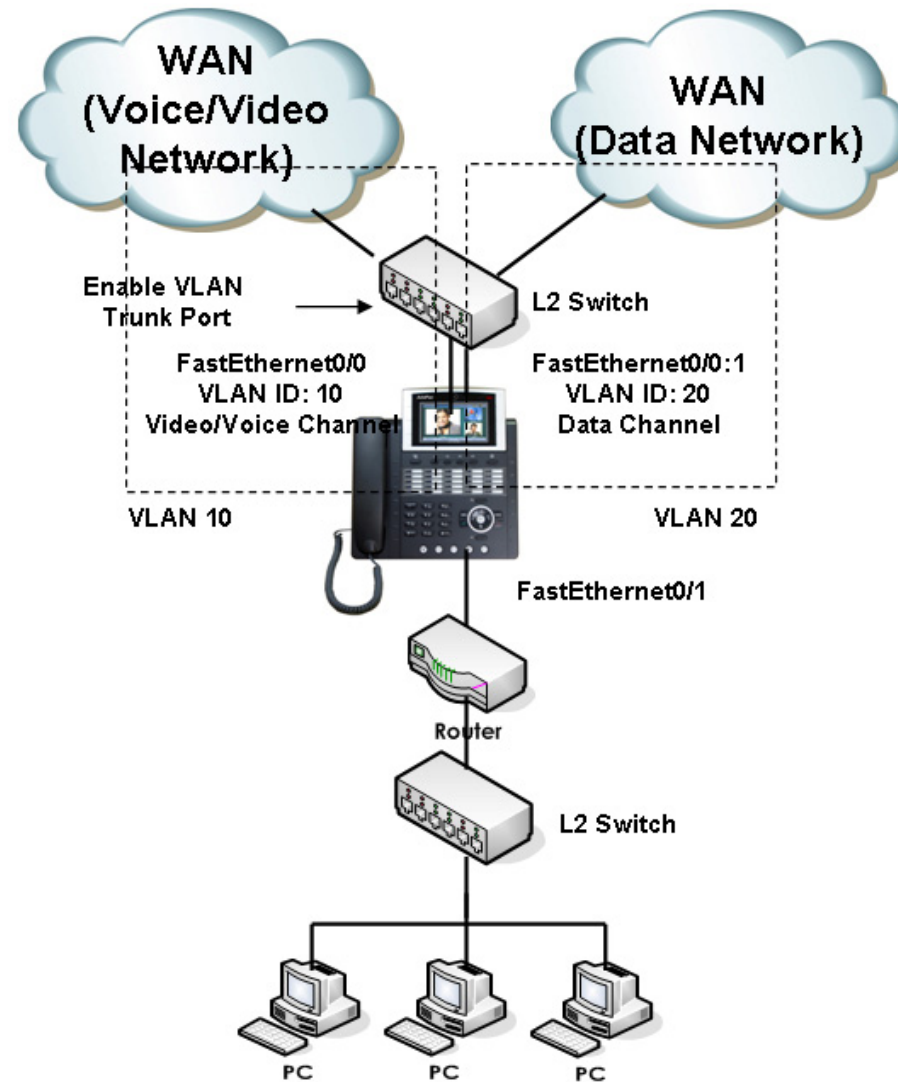 WAN
(Voice/Video
Network)
WAN
(Data Network)
Enable VLAN
Trunk Port
L2 Switch
FastEthernet0/0
VLAN ID: 10
Video/Voice Channel
FastEthernet0/0:1
VLAN ID: 20
Data Channel
VLAN 10
VLAN 20
FastEthernet0/1
Router
L2 Switch
PC
PC
PC